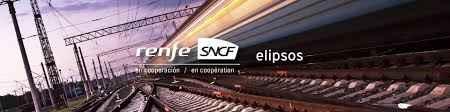 renfe SNCF elipsos
en cooperación / en coopération